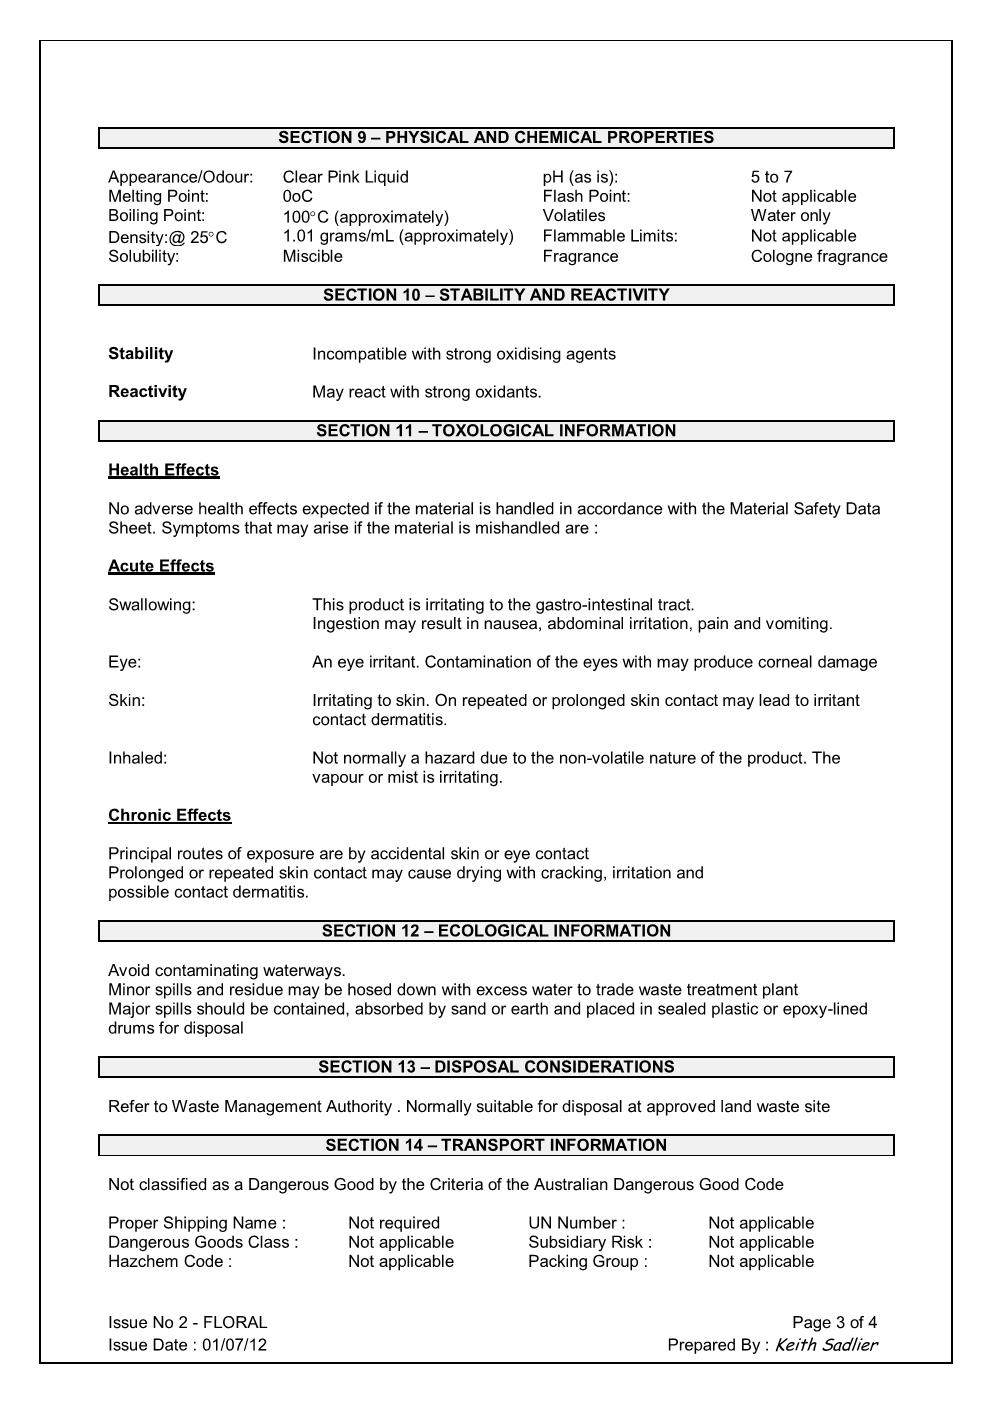 SECTION 9 – PHYSICAL AND CHEMICAL PROPERTIES
Appearance/Odour: Clear Pink Liquid pH (as is): 5 to 7
Melting Point: 0oC Flash Point: Not applicable
Boiling Point: 100°C (approximately) Volatiles Water only
Density:@ 25°C 1.01 grams/mL (approximately) Flammable Limits: Not applicable
Solubility: Miscible Fragrance Cologne fragrance
SECTION 10 – STABILITY AND REACTIVITY
Stability Incompatible with strong oxidising agents
Reactivity May react with strong oxidants.
SECTION 11 – TOXOLOGICAL INFORMATION
Health Effects
No adverse health effects expected if the material is handled in accordance with the Material Safety Data
Sheet. Symptoms that may arise if the material is mishandled are :
Acute Effects
Swallowing: This product is irritating to the gastro-intestinal tract.
Ingestion may result in nausea, abdominal irritation, pain and vomiting.
Eye: An eye irritant. Contamination of the eyes with may produce corneal damage
Skin: Irritating to skin. On repeated or prolonged skin contact may lead to irritant
contact dermatitis.
Inhaled: Not normally a hazard due to the non-volatile nature of the product. The
vapour or mist is irritating.
Chronic Effects
Principal routes of exposure are by accidental skin or eye contact
Prolonged or repeated skin contact may cause drying with cracking, irritation and
possible contact dermatitis.
SECTION 12 – ECOLOGICAL INFORMATION
Avoid contaminating waterways.
Minor spills and residue may be hosed down with excess water to trade waste treatment plant
Major spills should be contained, absorbed by sand or earth and placed in sealed plastic or epoxy-lined
drums for disposal
SECTION 13 – DISPOSAL CONSIDERATIONS
Refer to Waste Management Authority . Normally suitable for disposal at approved land waste site
SECTION 14 – TRANSPORT INFORMATION
Not classified as a Dangerous Good by the Criteria of the Australian Dangerous Good Code
Proper Shipping Name : Not required UN Number : Not applicable
Dangerous Goods Class : Not applicable Subsidiary Risk : Not applicable
Hazchem Code : Not applicable Packing Group : Not applicable
Issue No 2 - FLORAL Page 3 of 4
Issue Date : 01/07/12 Prepared By : Keith Sadlier